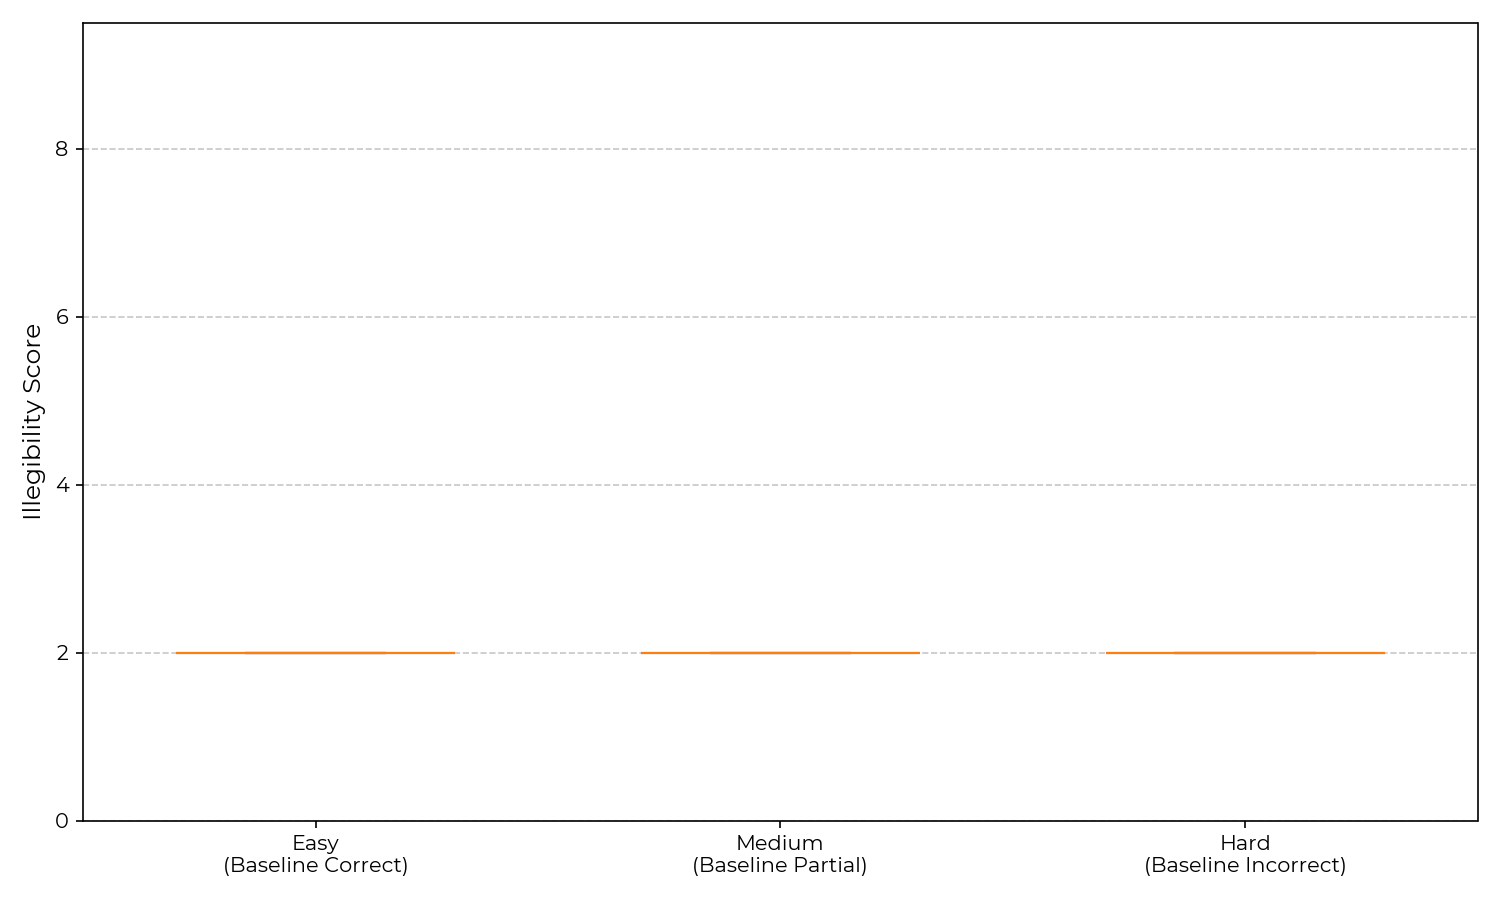 Illegibility Score
8
6
4
2
0
Easy
(Baseline Correct)
Medium
(Baseline Partial)
Hard
(Baseline Incorrect)